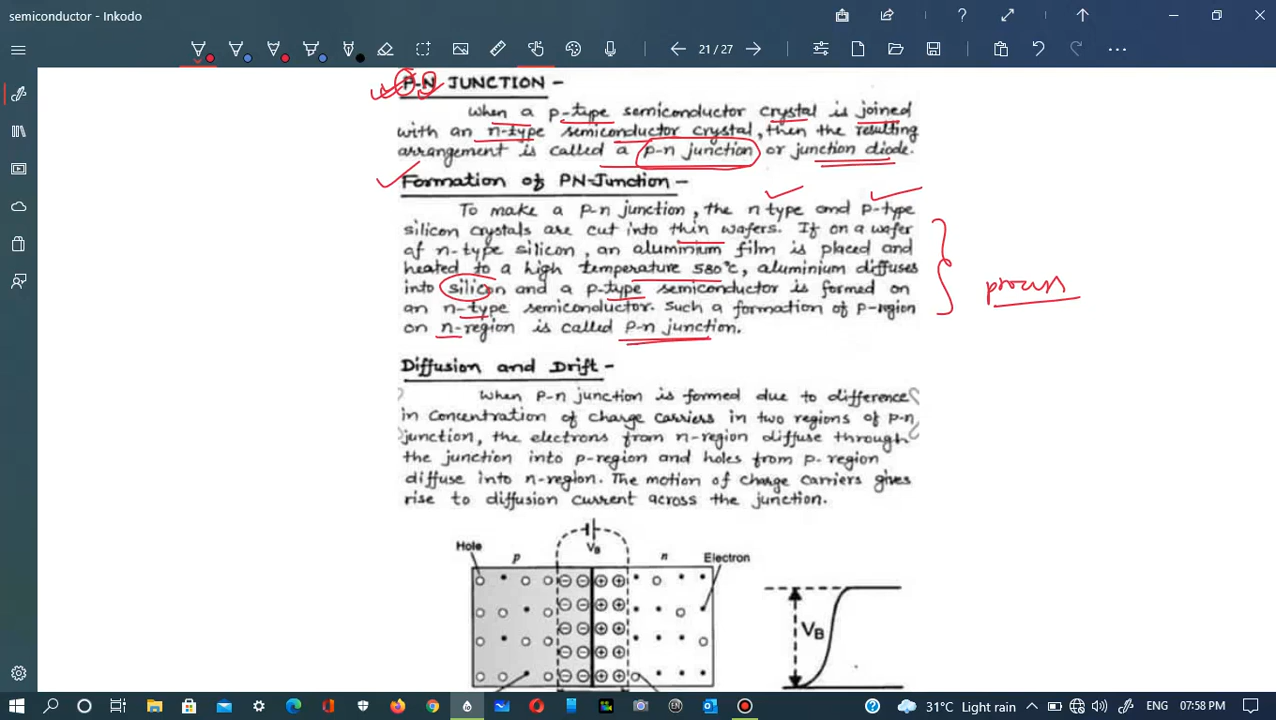 semiconductor - Inkodo
21 / 27
P-N JUNCTION -
When a p-type semiconductor crystal is joined
with an n-type semiconductor crystal, then the resulting
arrangement is called a p-n junction or junction diode.
Formation of PN-Junction -
To make a p-n junction, the n type and p-type
silicon crystals are cut into thin wafers. If on a wafer
of n-type silicon, an aluminium film is placed and
heated to a high temperature 580°C, aluminium diffuses
into silicon and a p-type semiconductor is formed on
an n-type semiconductor. Such a formation of p-region
on n-region is called p-n junction.
process
Diffusion and Drift -
When p-n junction is formed due to difference
in concentration of charge carriers in two regions of p-n
junction, the electrons from n-region diffuse through
the junction into p-region and holes from p-region
diffuse into n-region. The motion of charge carriers gives
rise to diffusion current across the junction.
Hole
p
VB
n
Electron
VB
31°C Light rain
ENG
07:58 PM